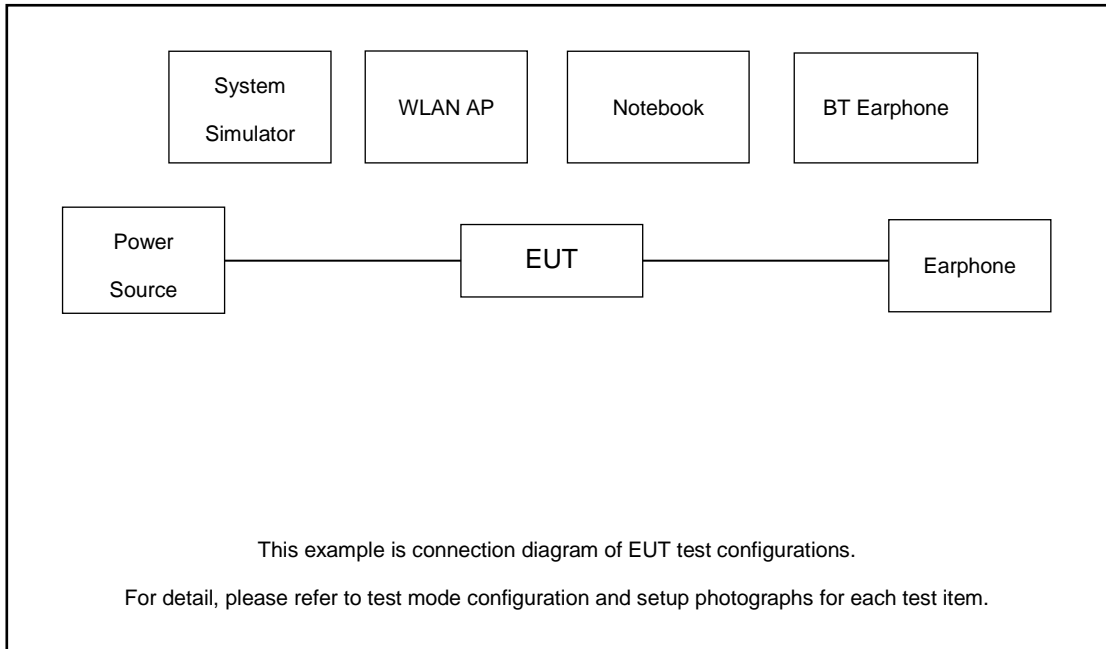 System
Simulator
WLAN AP
Notebook
BT Earphone
Power
Source
EUT
Earphone
This example is connection diagram of EUT test configurations.
For detail, please refer to test mode configuration and setup photographs for each test item.